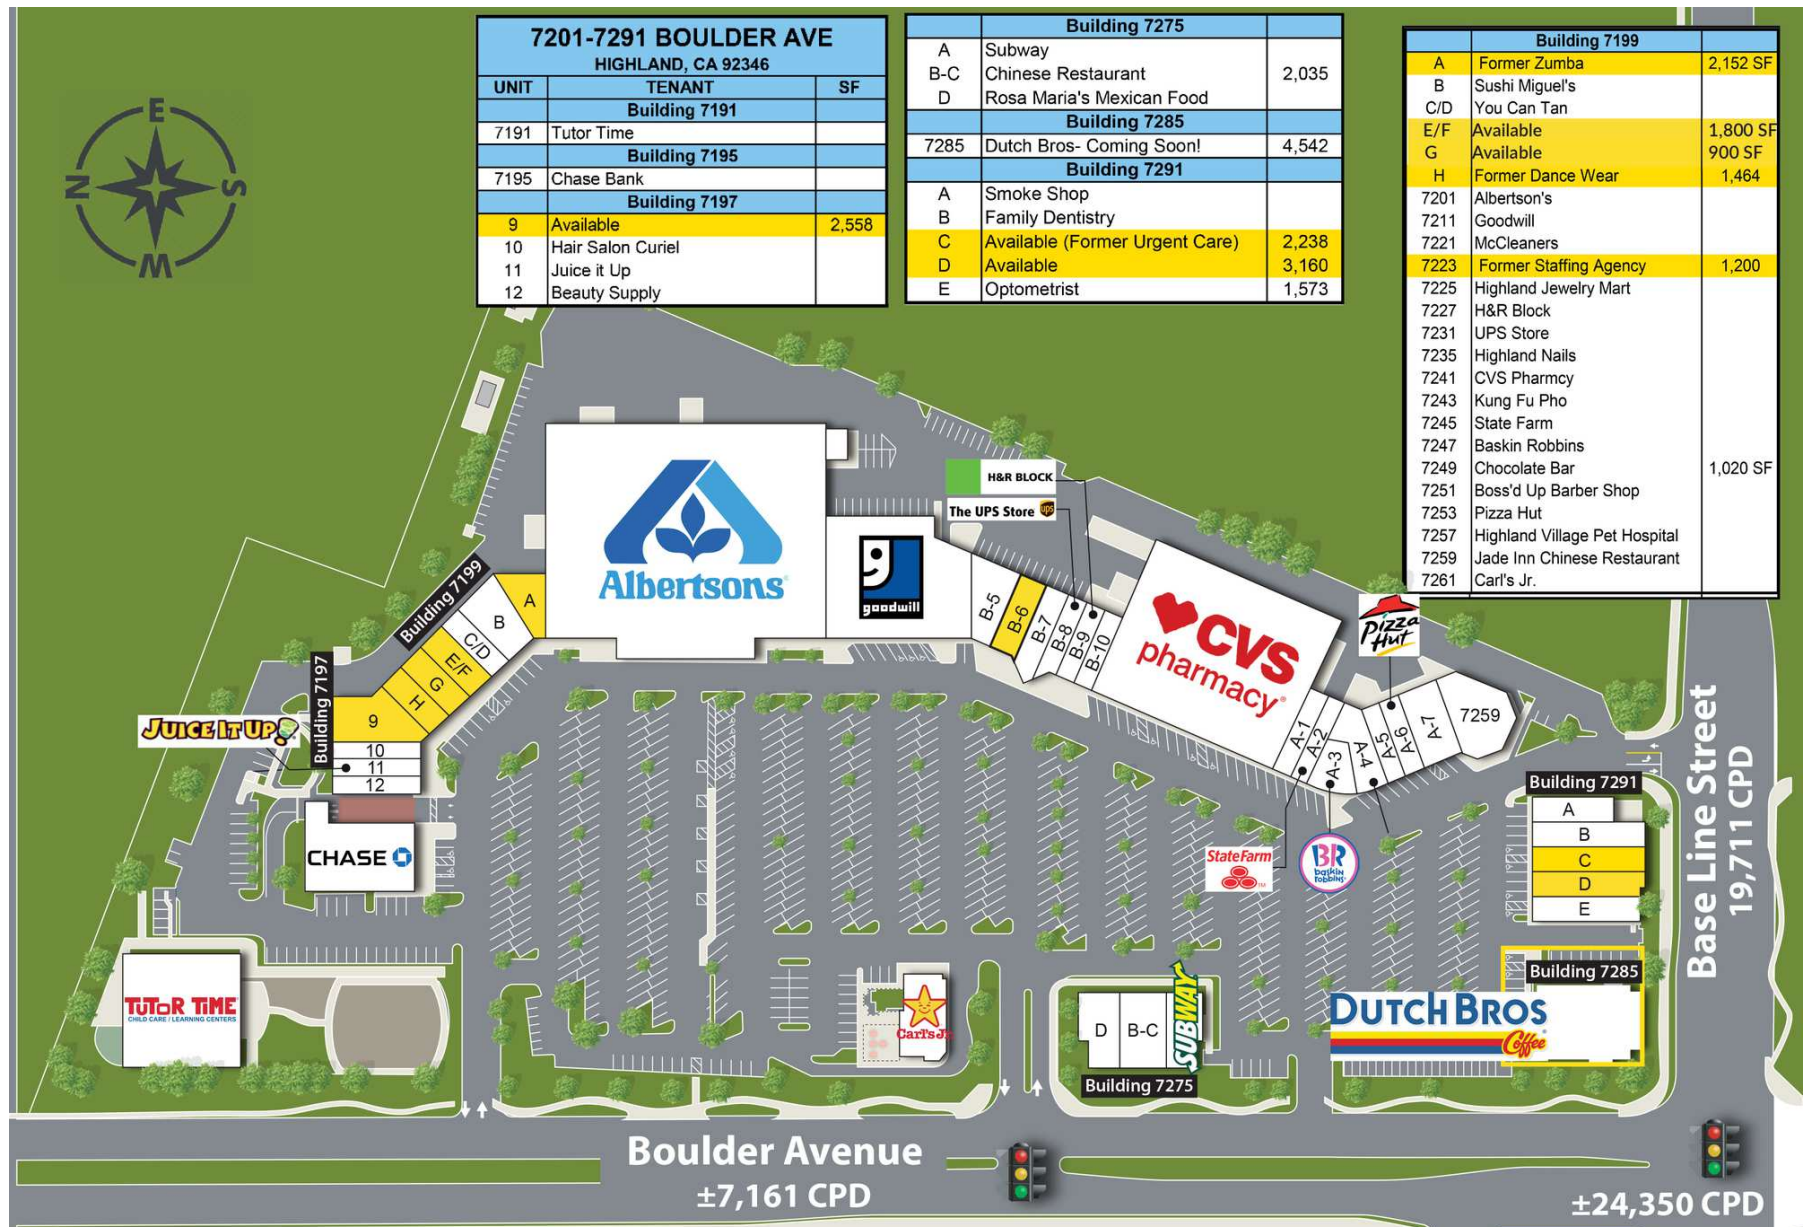 7201-7291 BOULDER AVE
HIGHLAND, CA 92346
UNIT TENANT SF
Building 7191
7191 Tutor Time
Building 7195
7195 Chase Bank
Building 7197
9 Available 2,558
10 Hair Salon Curiel
11 Juice it Up
12 Beauty Supply
Building 7275
A Subway
B-C Chinese Restaurant 2,035
D Rosa Maria's Mexican Food
Building 7285
7285 Dutch Bros- Coming Soon! 4,542
Building 7291
A Smoke Shop
B Family Dentistry
C Available (Former Urgent Care) 2,238
D Available 3,160
E Optometrist 1,573
Building 7199
A Former Zumba 2,152 SF
B Sushi Miguel's
C/D You Can Tan
E/F Available 1,800 SF
G Available 900 SF
H Former Dance Wear 1,464
7201 Albertson's
7211 Goodwill
7221 McCleaners
7223 Former Staffing Agency 1,200
7225 Highland Jewelry Mart
7227 H&R Block
7231 UPS Store
7235 Highland Nails
7241 CVS Pharmcy
7243 Kung Fu Pho
7245 State Farm
7247 Baskin Robbins
7249 Chocolate Bar 1,020 SF
7251 Boss'd Up Barber Shop
7253 Pizza Hut
7257 Highland Village Pet Hospital
7259 Jade Inn Chinese Restaurant
7261 Carl's Jr.
E
N
S
W
Albertsons
goodwill
H&R BLOCK
The UPS Store ups
B-5
B-6
B-7
B-8
B-9
B-10
CVS
pharmacy
Pizza
Hut
A-1
A-2
A-3
A-4
A-5
A-6
A-7
7259
Building 7199
A
B
C/D
E/F
G
H
Building 7197
9
10
11
12
JUICE IT UP!
CHASE
TUTOR TIME
CHILD CARE / LEARNING CENTERS
State Farm
TM
BR
baskin
robbins
Carl's Jr.
D
B-C
SUBWAY
Building 7275
Building 7291
A
B
C
D
E
Building 7285
DUTCH BROS
Coffee
Base Line Street
19,711 CPD
Boulder Avenue
±7,161 CPD
±24,350 CPD